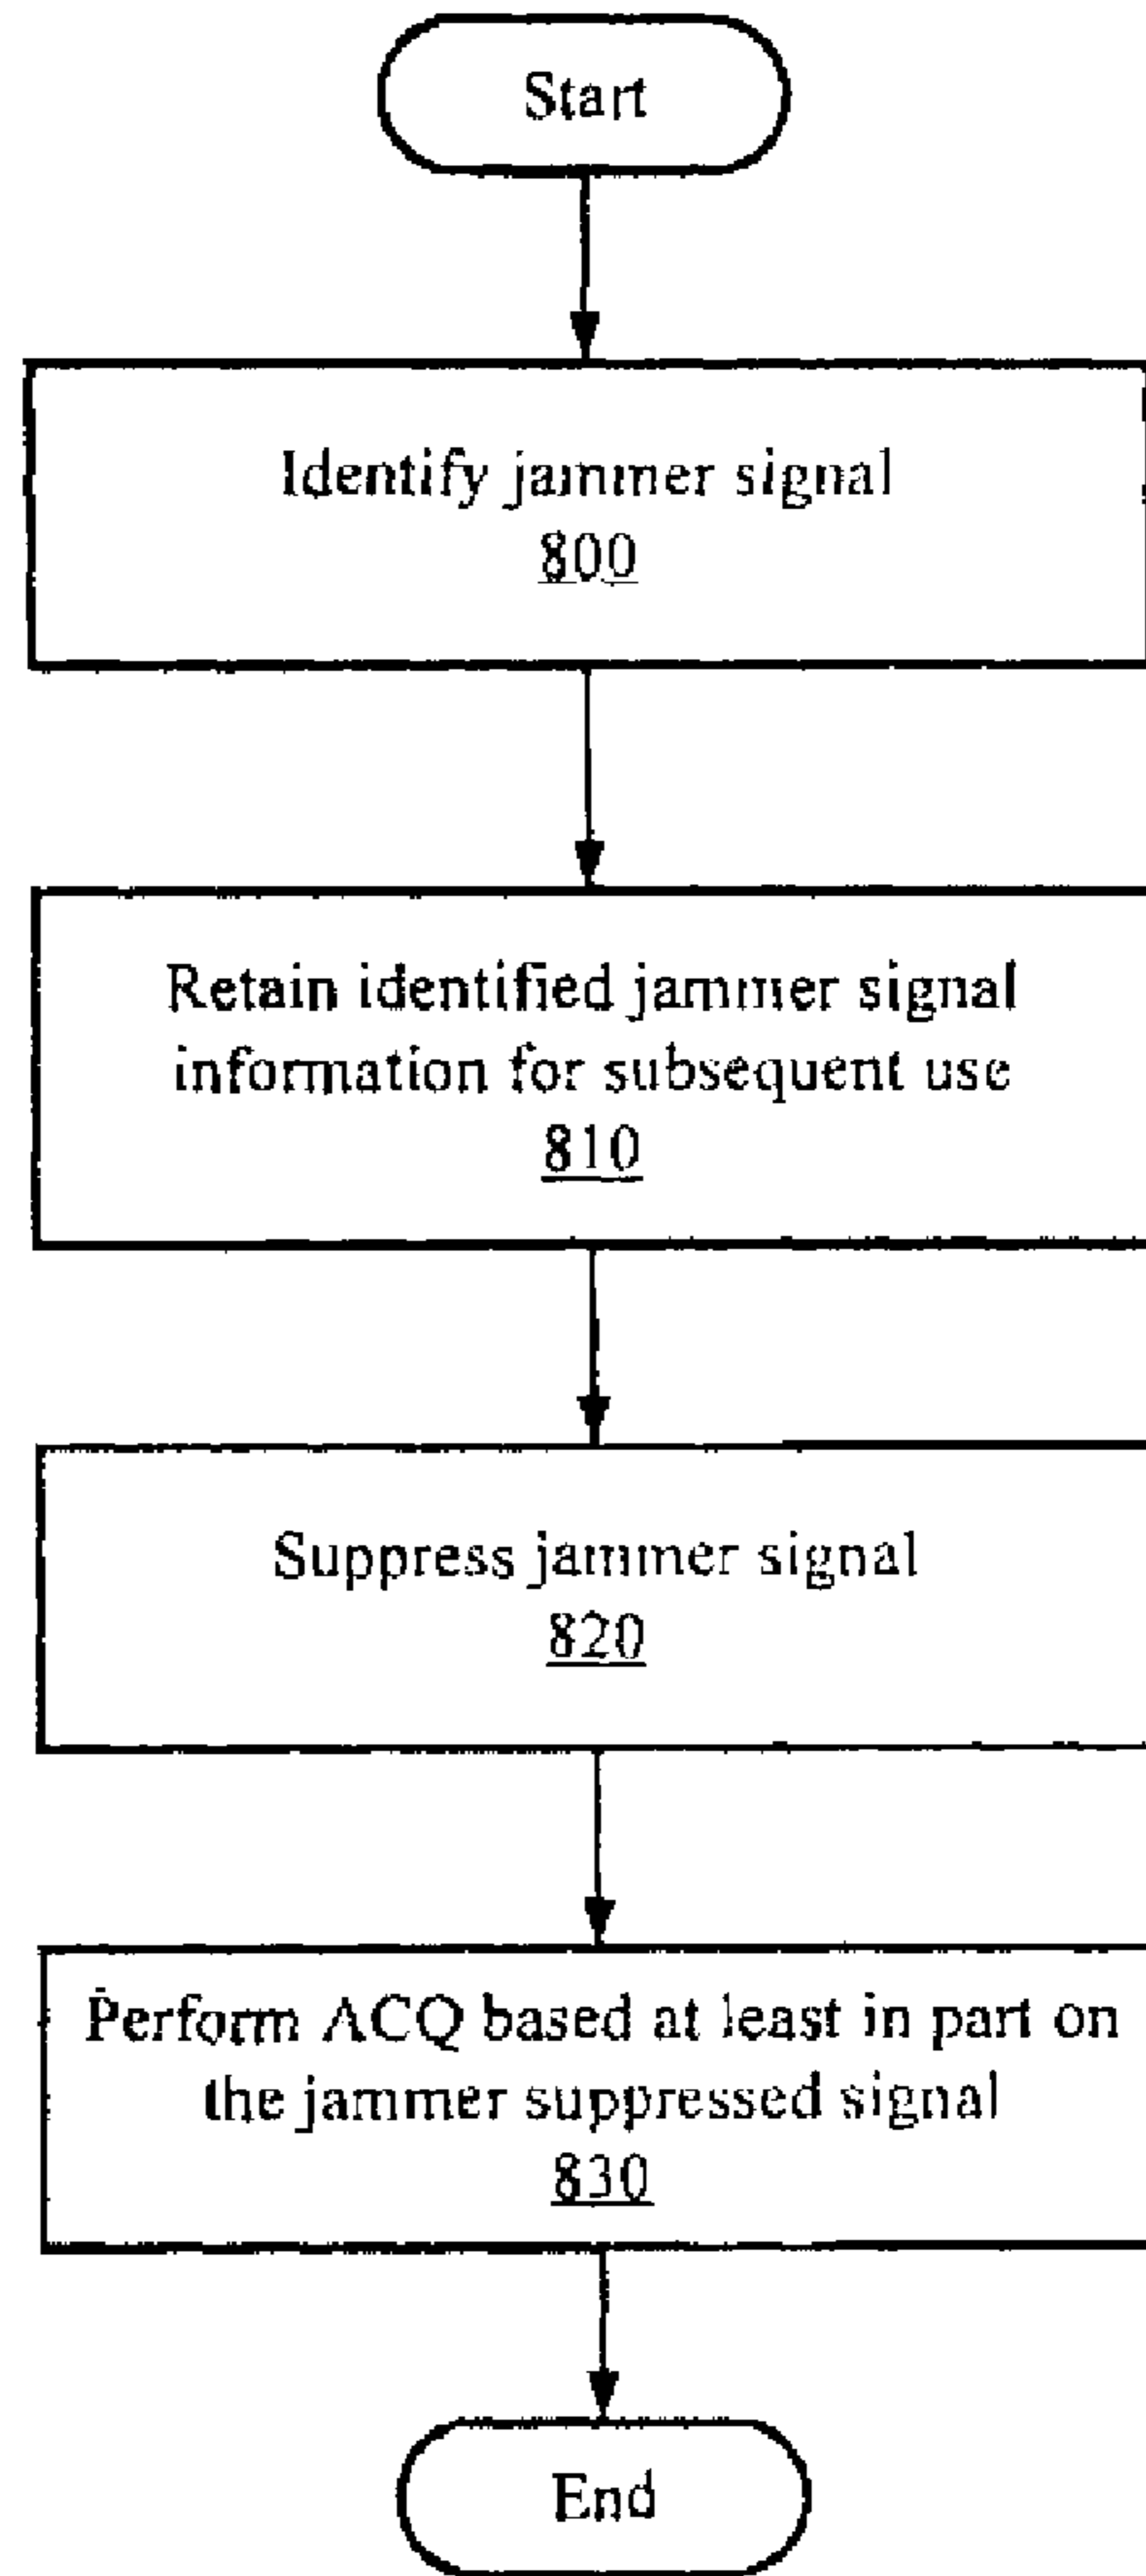 Start
Identify jammer signal
800
Retain identified jammer signal
information for subsequent use
810
Suppress jammer signal
820
Perform ACQ based at least in part on
the jammer suppressed signal
830
End